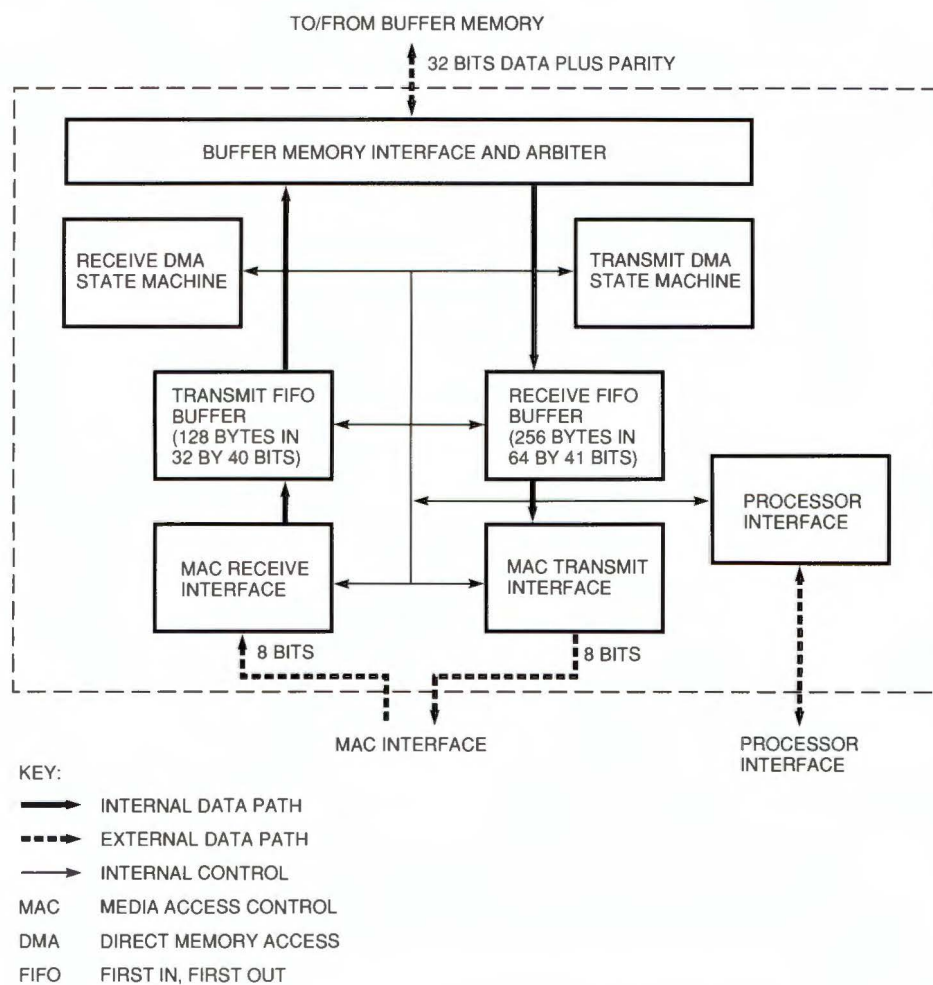 TO/FROM BUFFER MEMORY
32 BITS DATA PLUS PARITY
BUFFER MEMORY INTERFACE AND ARBITER
RECEIVE DMA
STATE MACHINE
TRANSMIT DMA
STATE MACHINE
TRANSMIT FIFO
BUFFER
(128 BYTES IN
32 BY 40 BITS)
RECEIVE FIFO
BUFFER
(256 BYTES IN
64 BY 41 BITS)
PROCESSOR
INTERFACE
MAC RECEIVE
INTERFACE
MAC TRANSMIT
INTERFACE
8 BITS
8 BITS
MAC INTERFACE
PROCESSOR
INTERFACE
KEY:
INTERNAL DATA PATH
EXTERNAL DATA PATH
INTERNAL CONTROL
MAC MEDIA ACCESS CONTROL
DMA DIRECT MEMORY ACCESS
FIFO FIRST IN, FIRST OUT